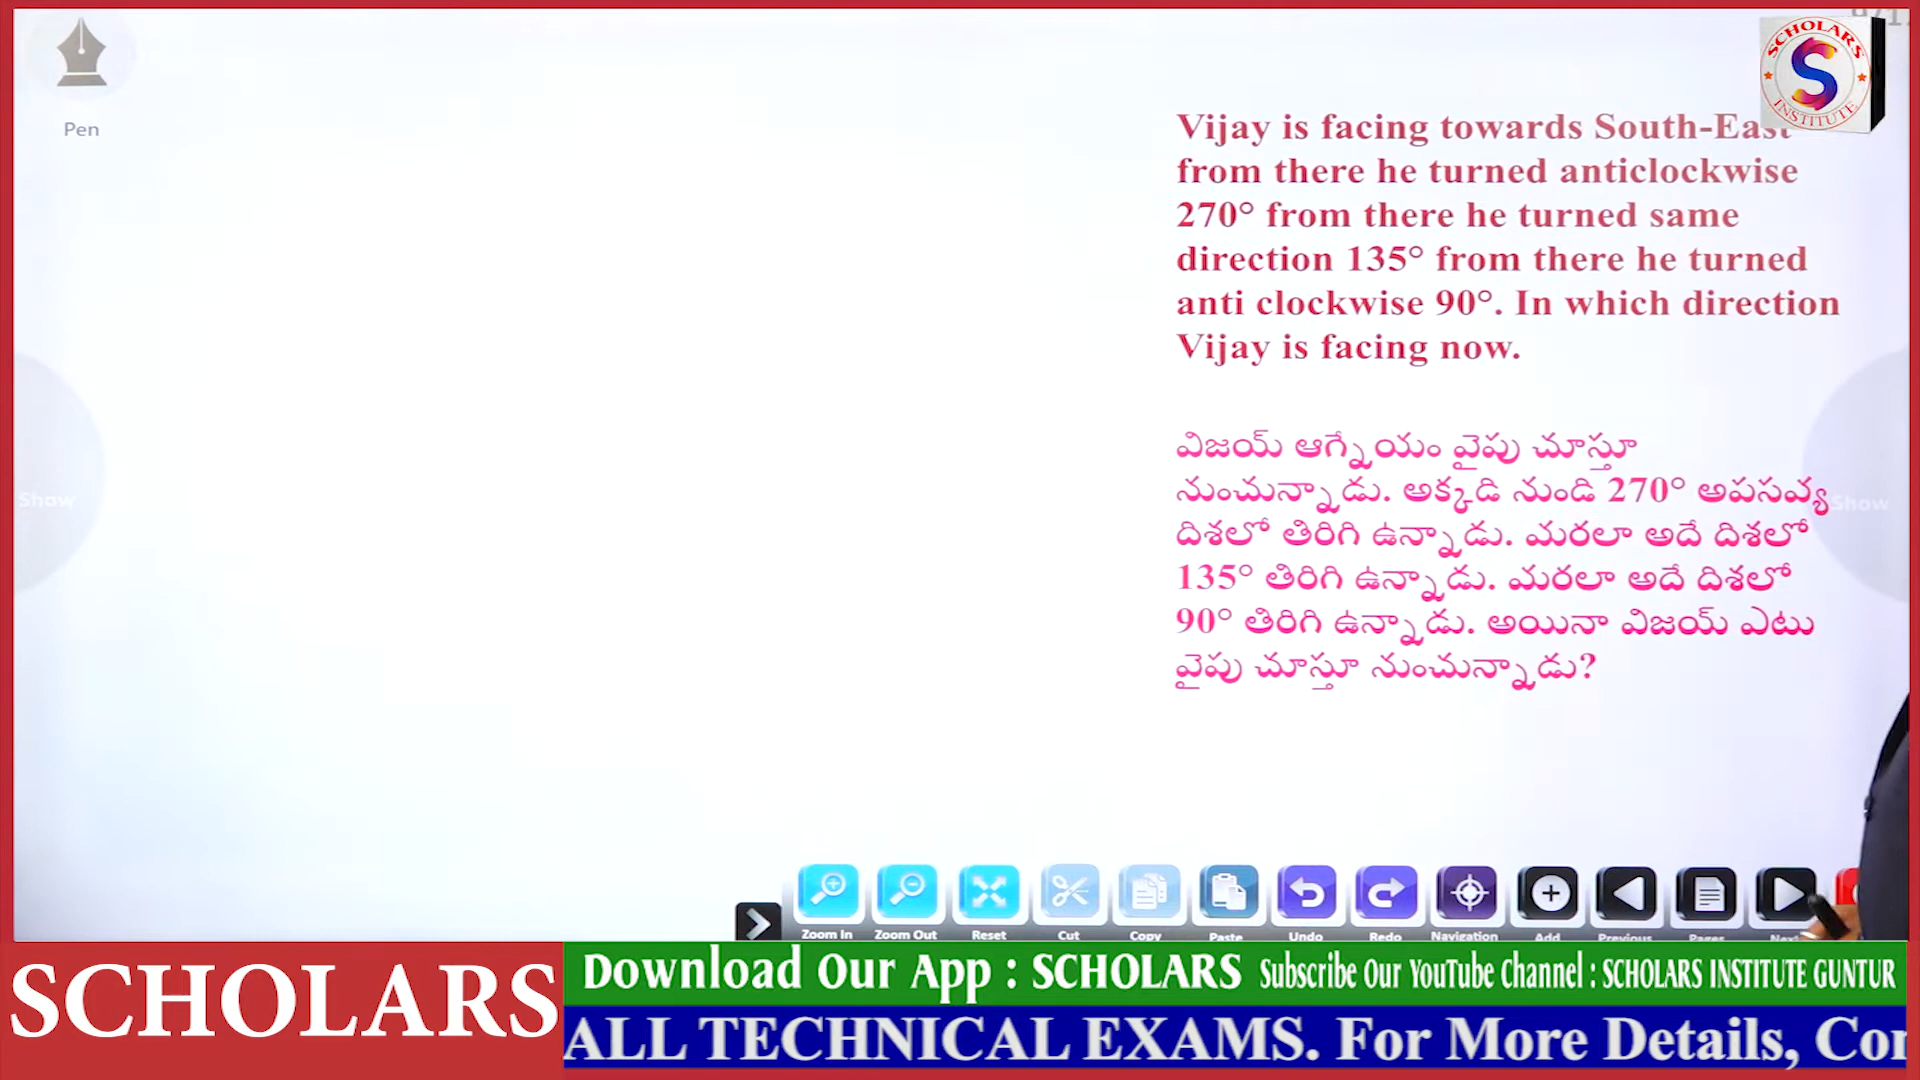 Pen
SCHOLARS
INSTITUTE
Vijay is facing towards South-East
from there he turned anticlockwise
270° from there he turned same
direction 135° from there he turned
anti clockwise 90°. In which direction
Vijay is facing now.
విజయ్ ఆగ్నేయం వైపు చూస్తూ
నుంచున్నాడు. అక్కడి నుండి 270° అపసవ్య
దిశలో తిరిగి ఉన్నాడు. మరలా అదే దిశలో
135° తిరిగి ఉన్నాడు. మరలా అదే దిశలో
90° తిరిగి ఉన్నాడు. అయినా విజయ్ ఎటు
వైపు చూస్తూ నుంచున్నాడు?
Show
Show
Zoom In Zoom Out Reset Cut Copy Paste Undo Redo Navigation Add Previous Pages Next
SCHOLARS
Download Our App : SCHOLARS Subscribe Our YouTube Channel : SCHOLARS INSTITUTE GUNTUR
ALL TECHNICAL EXAMS. For More Details,